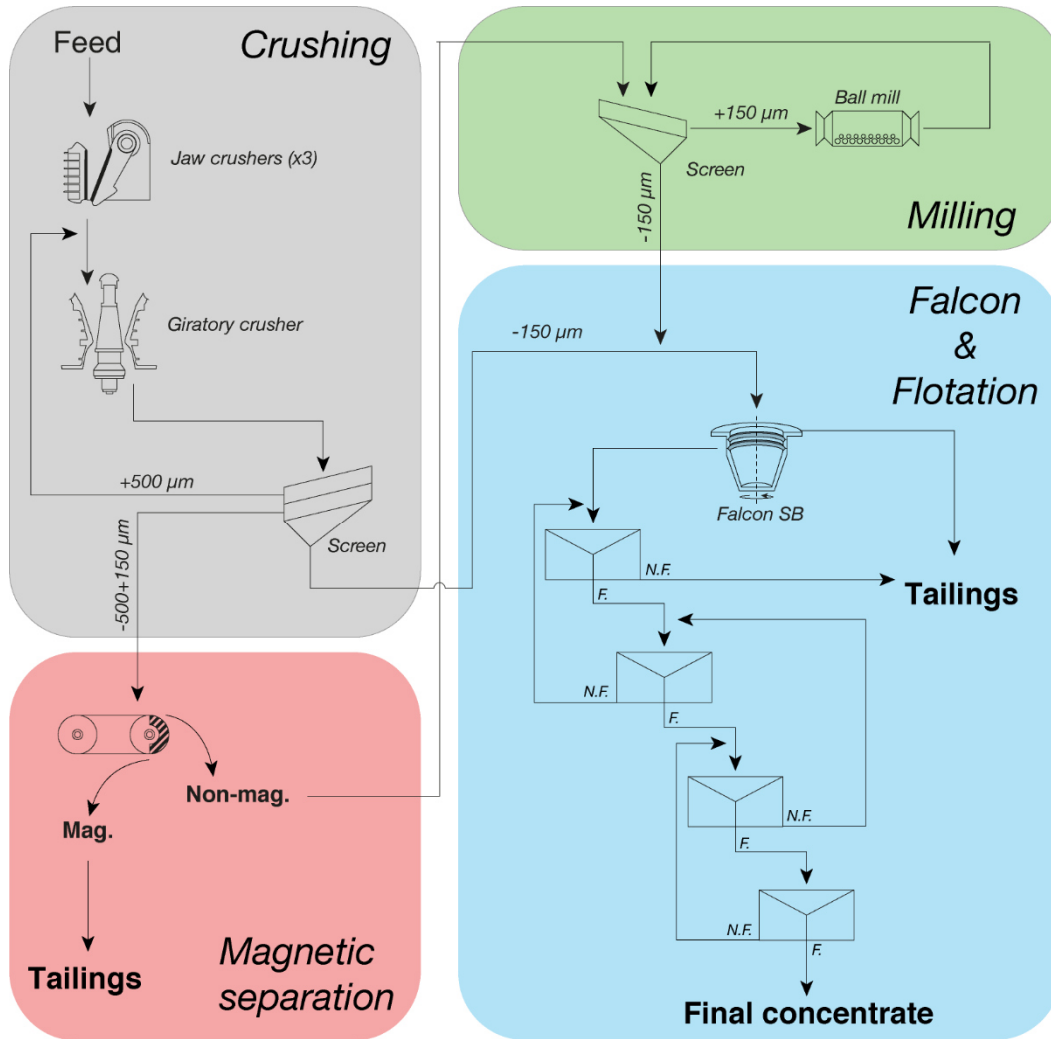 Feed
Crushing
Jaw crushers (x3)
Giratory crusher
+500 µm
Screen
-500+150 µm
Magnetic
separation
Mag.
Non-mag.
Tailings
Milling
Screen
+150 µm
Ball mill
-150 µm
Falcon
&
Flotation
-150 µm
Falcon SB
Tailings
N.F.
F.
N.F.
F.
N.F.
F.
N.F.
F.
Final concentrate